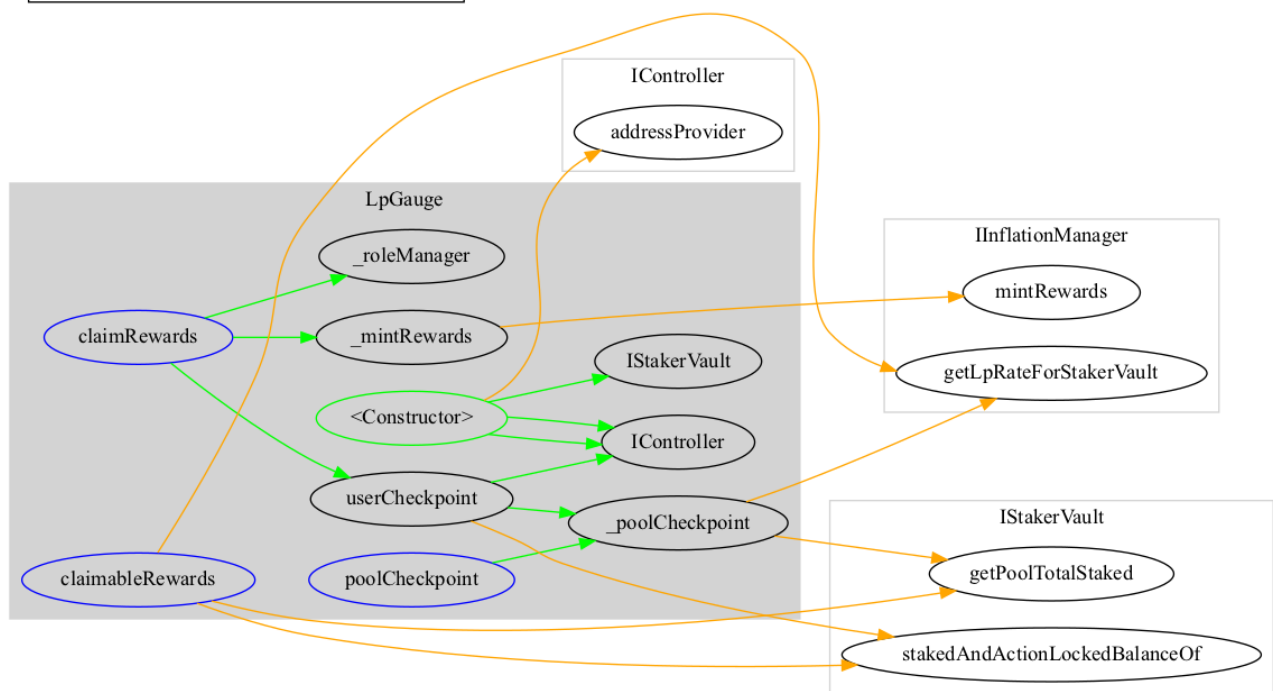 IController
addressProvider
LpGauge
_roleManager
IInflationManager
mintRewards
claimRewards
_mintRewards
IStakerVault
getLpRateForStakerVault
<Constructor>
IController
userCheckpoint
_poolCheckpoint
IStakerVault
claimableRewards
poolCheckpoint
getPoolTotalStaked
stakedAndActionLockedBalanceOf